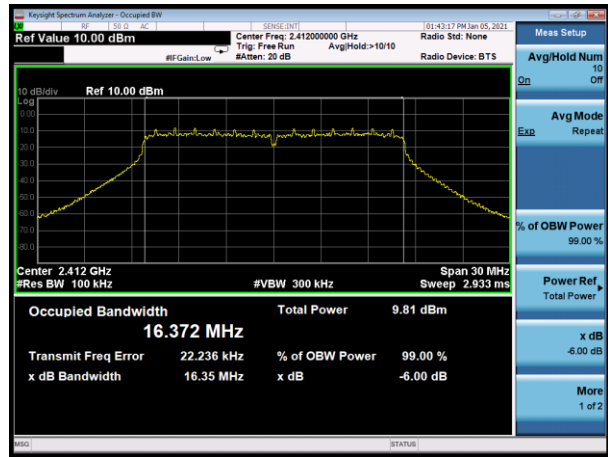 Keysight Spectrum Analyzer - Occupied BW
RF 50 Ω AC SENSE:INT 01:43:17 PM Jan 05, 2021
Ref Value 10.00 dBm Center Freq: 2.412000000 GHz Radio Std: None
Trig: Free Run Avg|Hold:>10/10
#IFGain:Low #Atten: 20 dB Radio Device: BTS
10 dB/div Ref 10.00 dBm
Log
0.00
-10.0
-20.0
-30.0
-40.0
-50.0
-60.0
-70.0
-80.0
Center 2.412 GHz Span 30 MHz
#Res BW 100 kHz #VBW 300 kHz Sweep 2.933 ms
Occupied Bandwidth Total Power 9.81 dBm
16.372 MHz
Transmit Freq Error 22.236 kHz % of OBW Power 99.00 %
x dB Bandwidth 16.35 MHz x dB -6.00 dB
MSG STATUS
Meas Setup
Avg/Hold Num
10
On Off
Avg Mode
Exp Repeat
% of OBW Power
99.00 %
Power Ref
Total Power
x dB
-6.00 dB
More
1 of 2